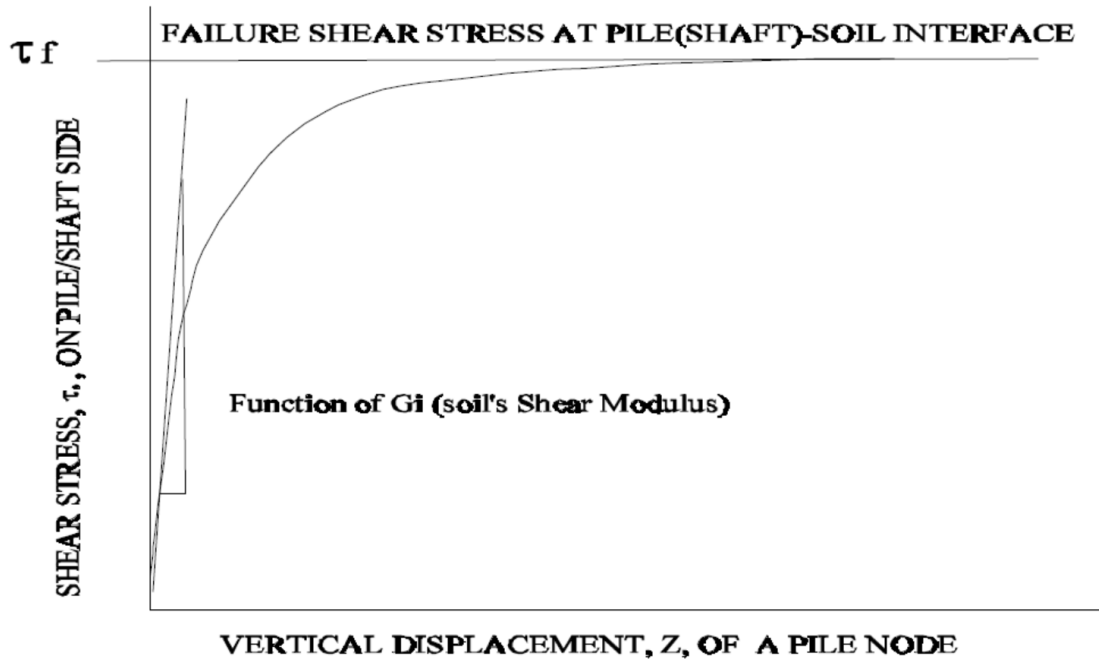 FAILURE SHEAR STRESS AT PILE(SHAFT)-SOIL INTERFACE
τ f
SHEAR STRESS, τ, ON PILE/SHAFT SIDE
Function of Gi (soil's Shear Modulus)
VERTICAL DISPLACEMENT, Z, OF A PILE NODE